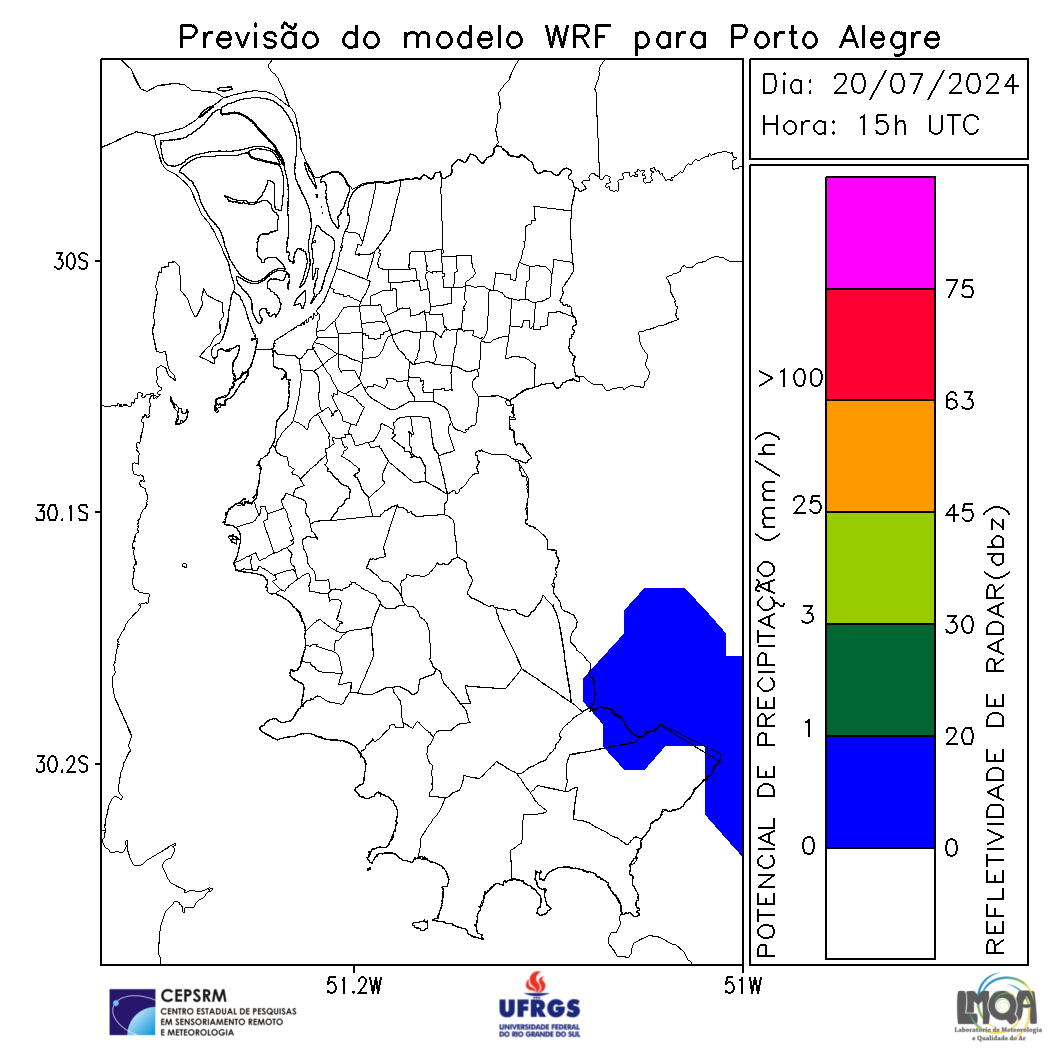 Previsão do modelo WRF para Porto Alegre
Dia: 20/07/2024
Hora: 15h UTC
30S
30.1S
30.2S
51.2W
51W
POTENCIAL DE PRECIPITAÇÃO (mm/h)
>100
25
3
1
0
75
63
45
30
20
0
REFLETIVIDADE DE RADAR(dbz)
CEPSRM
CENTRO ESTADUAL DE PESQUISAS
EM SENSORIAMENTO REMOTO
E METEOROLOGIA
UFRGS
UNIVERSIDADE FEDERAL
DO RIO GRANDE DO SUL
LMQA
Laboratório de Meteorologia
e Qualidade do Ar